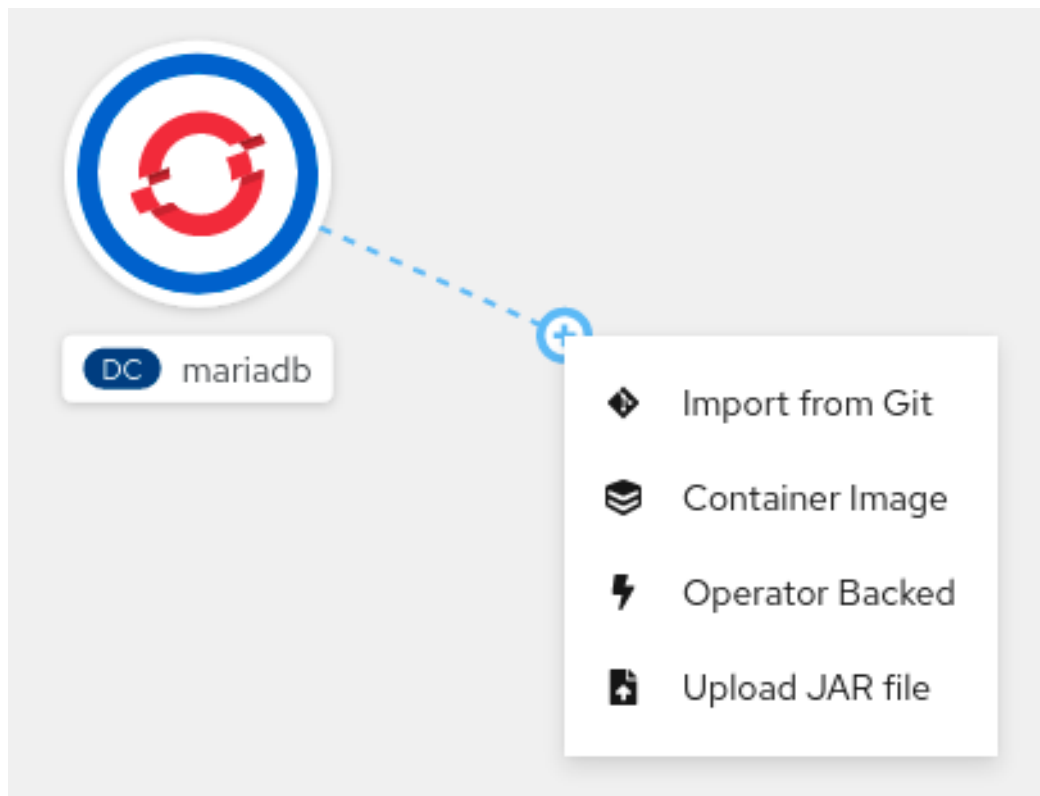 DC mariadb
Import from Git
Container Image
Operator Backed
Upload JAR file